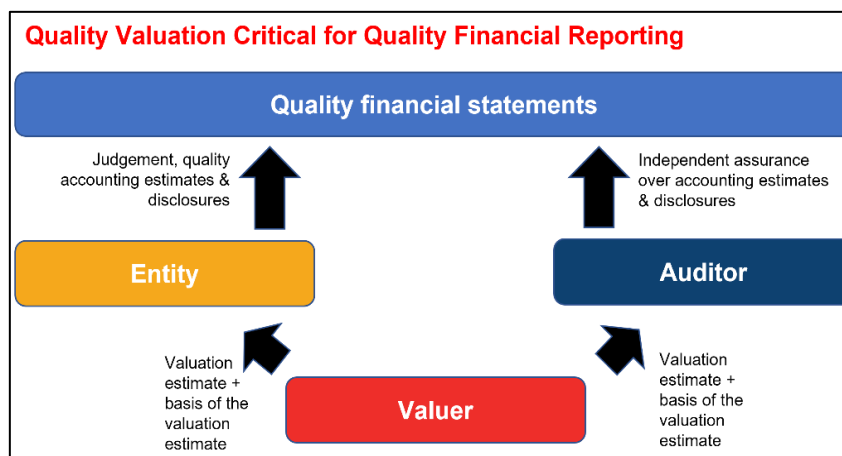 Quality Valuation Critical for Quality Financial Reporting
Quality financial statements
Judgement, quality
accounting estimates &
disclosures
Independent assurance
over accounting estimates
& disclosures
Entity
Auditor
Valuation
estimate +
basis of the
valuation
estimate
Valuer
Valuation
estimate +
basis of the
valuation
estimate